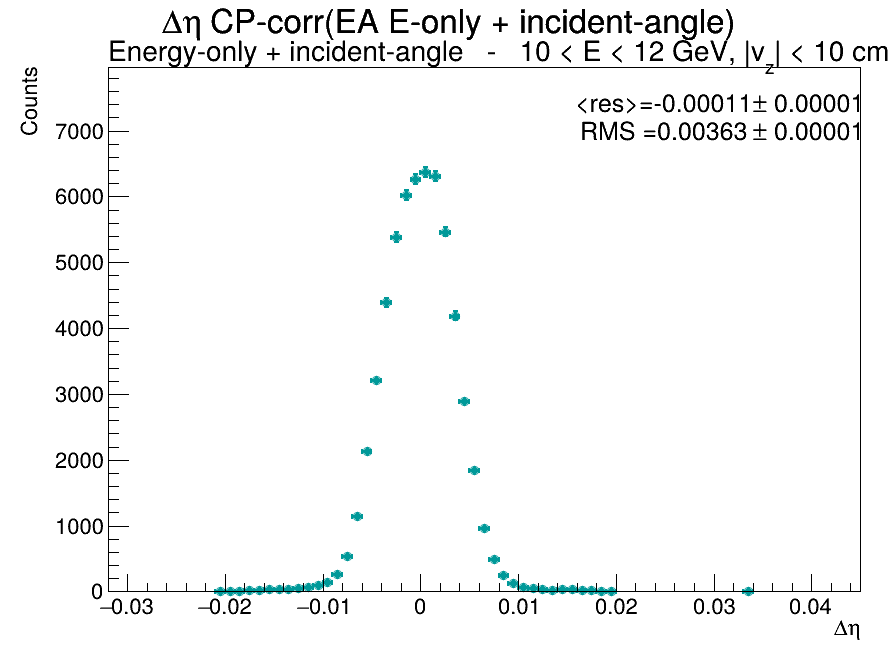 Δη CP-corr(EA E-only + incident-angle)
Energy-only + incident-angle - 10 < E < 12 GeV, |v_z| < 10 cm
Counts
<res>=-0.00011± 0.00001
RMS =0.00363 ± 0.00001
7000
6000
5000
4000
3000
2000
1000
0
−0.03 −0.02 −0.01 0 0.01 0.02 0.03 0.04
Δη